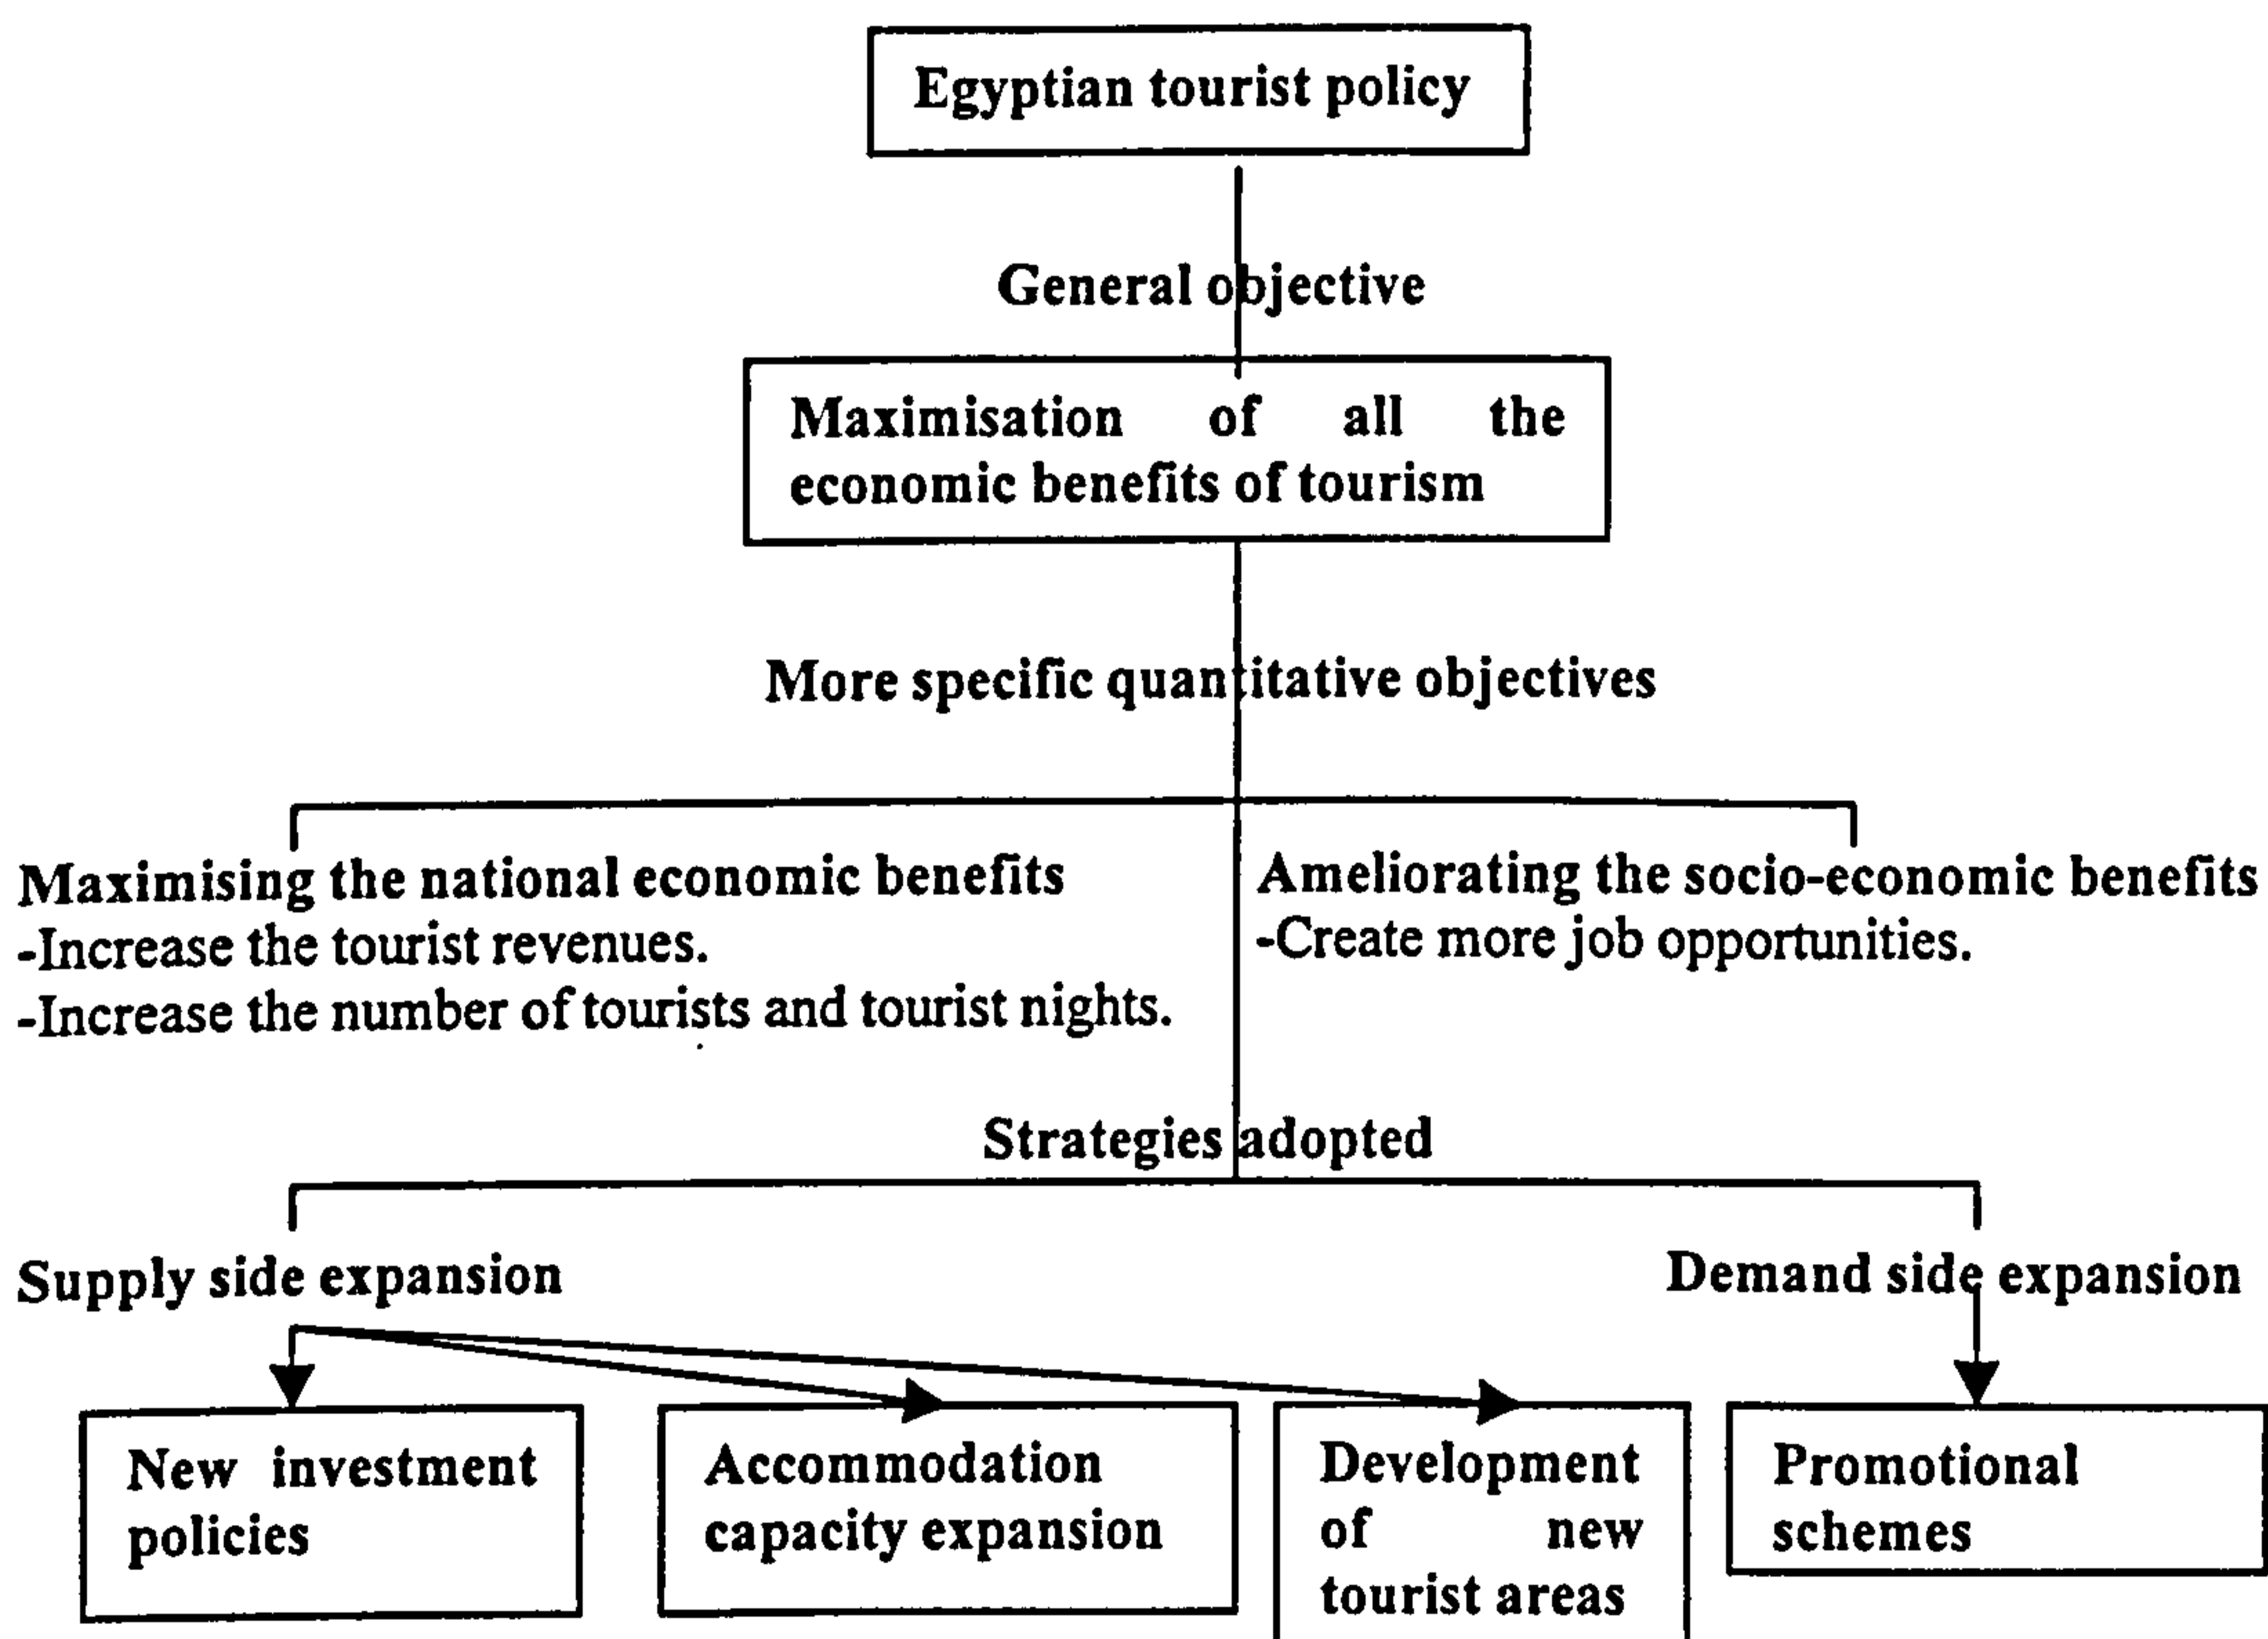 Egyptian tourist policy
General objective
Maximisation of all the
economic benefits of tourism
More specific quantitative objectives
Maximising the national economic benefits
-Increase the tourist revenues.
-Increase the number of tourists and tourist nights.
Ameliorating the socio-economic benefits
-Create more job opportunities.
Strategies adopted
Supply side expansion
Demand side expansion
New investment
policies
Accommodation
capacity expansion
Development
of new
tourist areas
Promotional
schemes